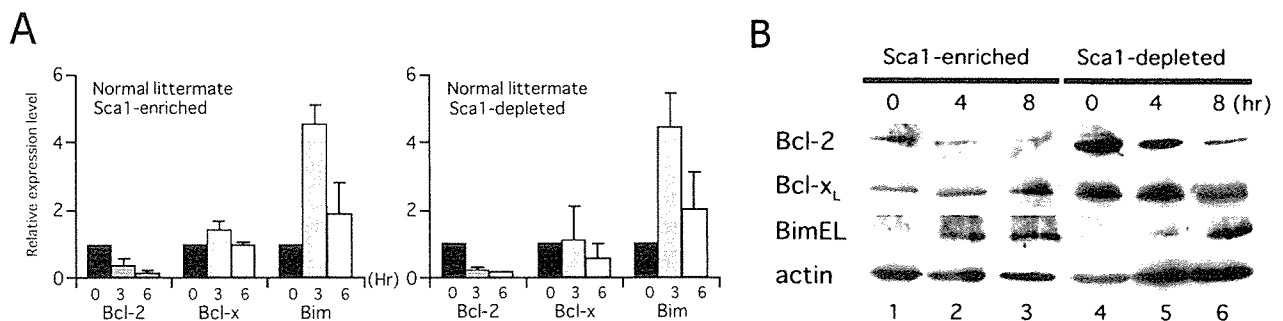 A
Relative expression level
6
4
2
0
Normal littermate
Sca1-enriched
0 3 6 0 3 6 0 3 6 (Hr)
Bcl-2 Bcl-x Bim
6
4
2
0
Normal littermate
Sca1-depleted
0 3 6 0 3 6 0 3 6
Bcl-2 Bcl-x Bim
B
Sca1-enriched Sca1-depleted
0 4 8 0 4 8 (hr)
Bcl-2
Bcl-xL
BimEL
actin
1 2 3 4 5 6